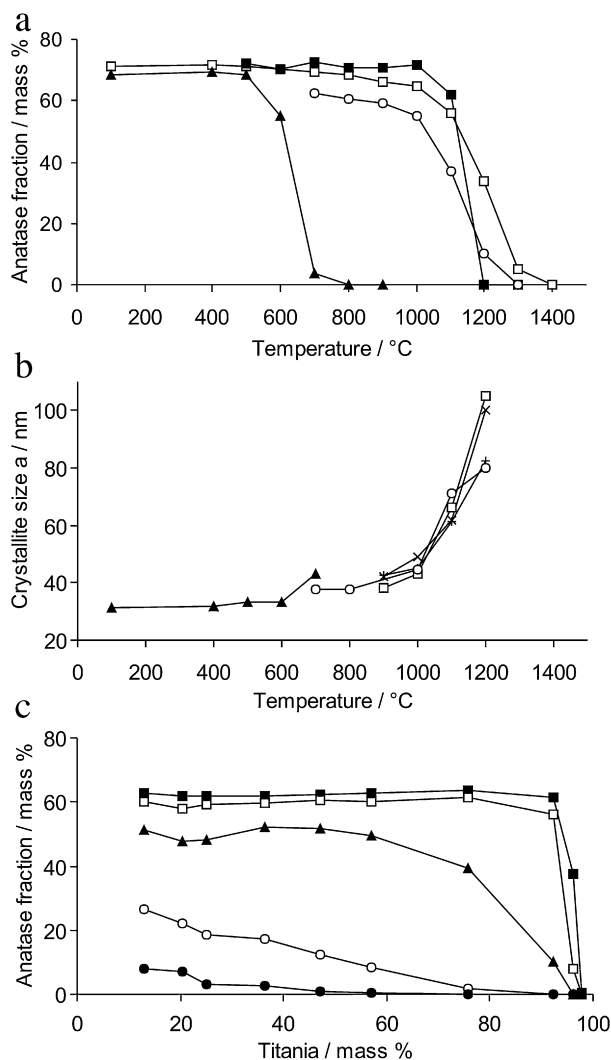 a
80
60
40
20
0
Anatase fraction / mass %
0 200 400 600 800 1000 1200 1400
Temperature / °C
b
100
80
60
40
20
Crystallite size a / nm
0 200 400 600 800 1000 1200 1400
Temperature / °C
c
80
60
40
20
0
Anatase fraction / mass %
20 40 60 80 100
Titania / mass %